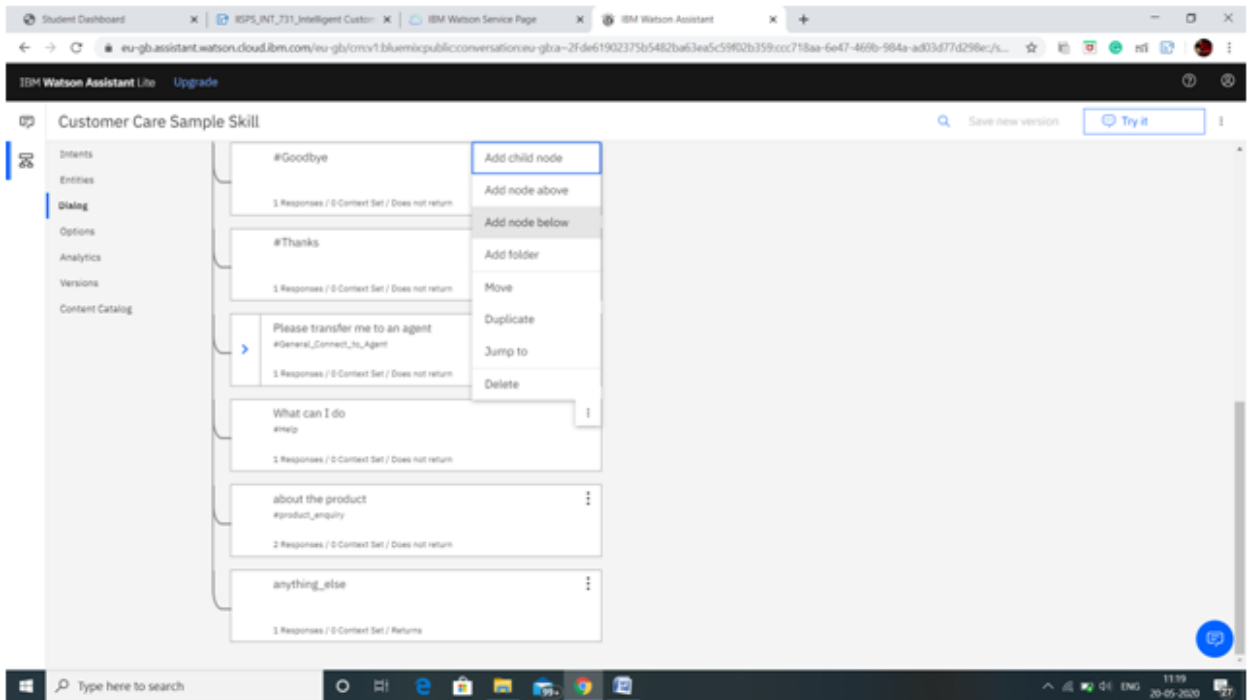 Student Dashboard
IISPS_INT_731_Intelligent Custom
IBM Watson Service Page
IBM Watson Assistant
IBM Watson Assistant Lite Upgrade
Customer Care Sample Skill
Save new version
Try it
Intents
Entities
Dialog
Options
Analytics
Versions
Content Catalog
#Goodbye
1 Responses / 0 Context Set / Does not return
#Thanks
1 Responses / 0 Context Set / Does not return
Please transfer me to an agent
#General_Connect_to_Agent
1 Responses / 0 Context Set / Does not return
What can I do
#Help
1 Responses / 0 Context Set / Does not return
about the product
#product_enquiry
2 Responses / 0 Context Set / Does not return
anything_else
1 Responses / 0 Context Set / Returns
Add child node
Add node above
Add node below
Add folder
Move
Duplicate
Jump to
Delete
Type here to search
99+
ENG
11:19
20-05-2020
27